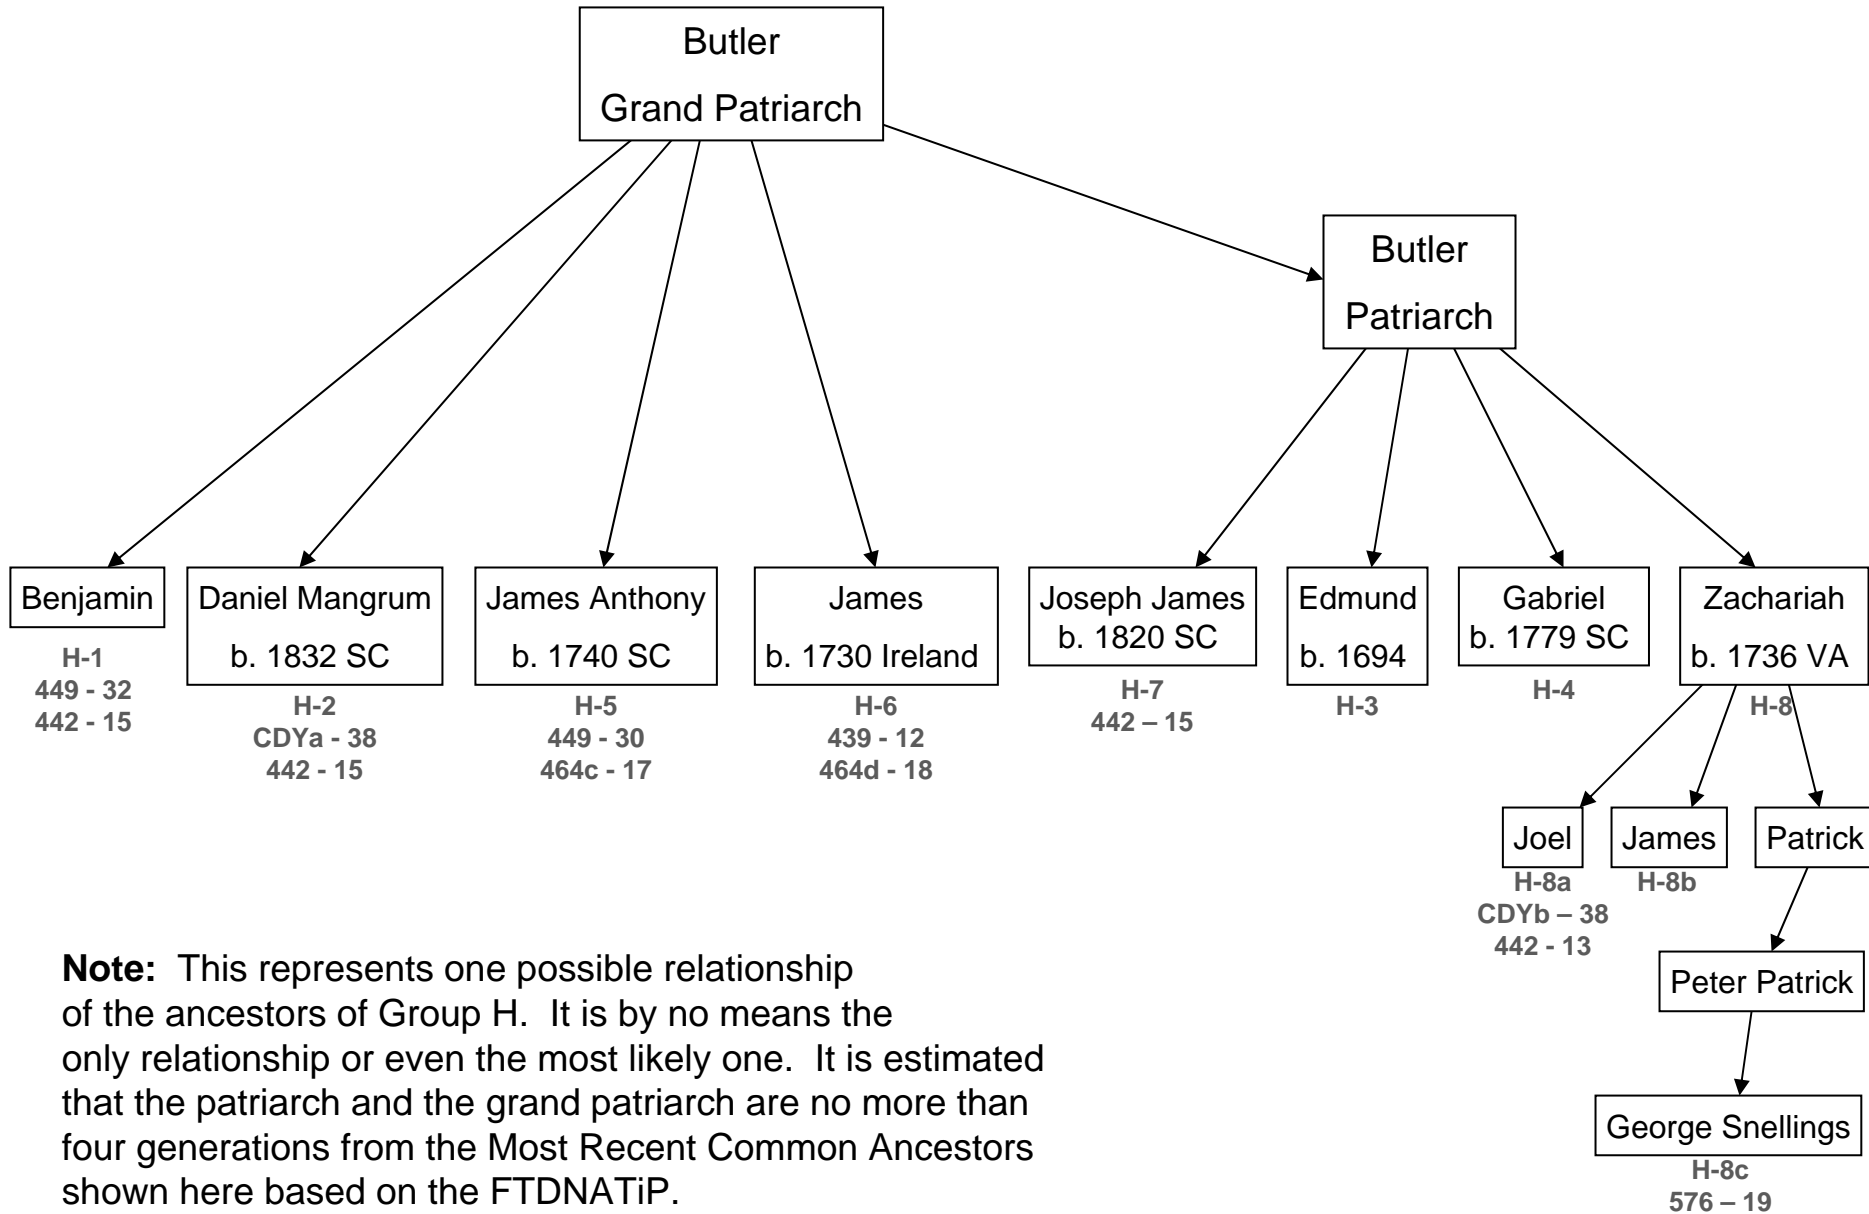 Butler
Grand Patriarch
Butler
Patriarch
Benjamin
H-1
449 - 32
442 - 15
Daniel Mangrum
b. 1832 SC
H-2
CDYa - 38
442 - 15
James Anthony
b. 1740 SC
H-5
449 - 30
464c - 17
James
b. 1730 Ireland
H-6
439 - 12
464d - 18
Joseph James
b. 1820 SC
H-7
442 – 15
Edmund
b. 1694
H-3
Gabriel
b. 1779 SC
H-4
Zachariah
b. 1736 VA
H-8
Joel
H-8a
CDYb – 38
442 - 13
James
H-8b
Patrick
Peter Patrick
George Snellings
H-8c
576 – 19
Note: This represents one possible relationship
of the ancestors of Group H. It is by no means the
only relationship or even the most likely one. It is estimated
that the patriarch and the grand patriarch are no more than
four generations from the Most Recent Common Ancestors
shown here based on the FTDNATiP.